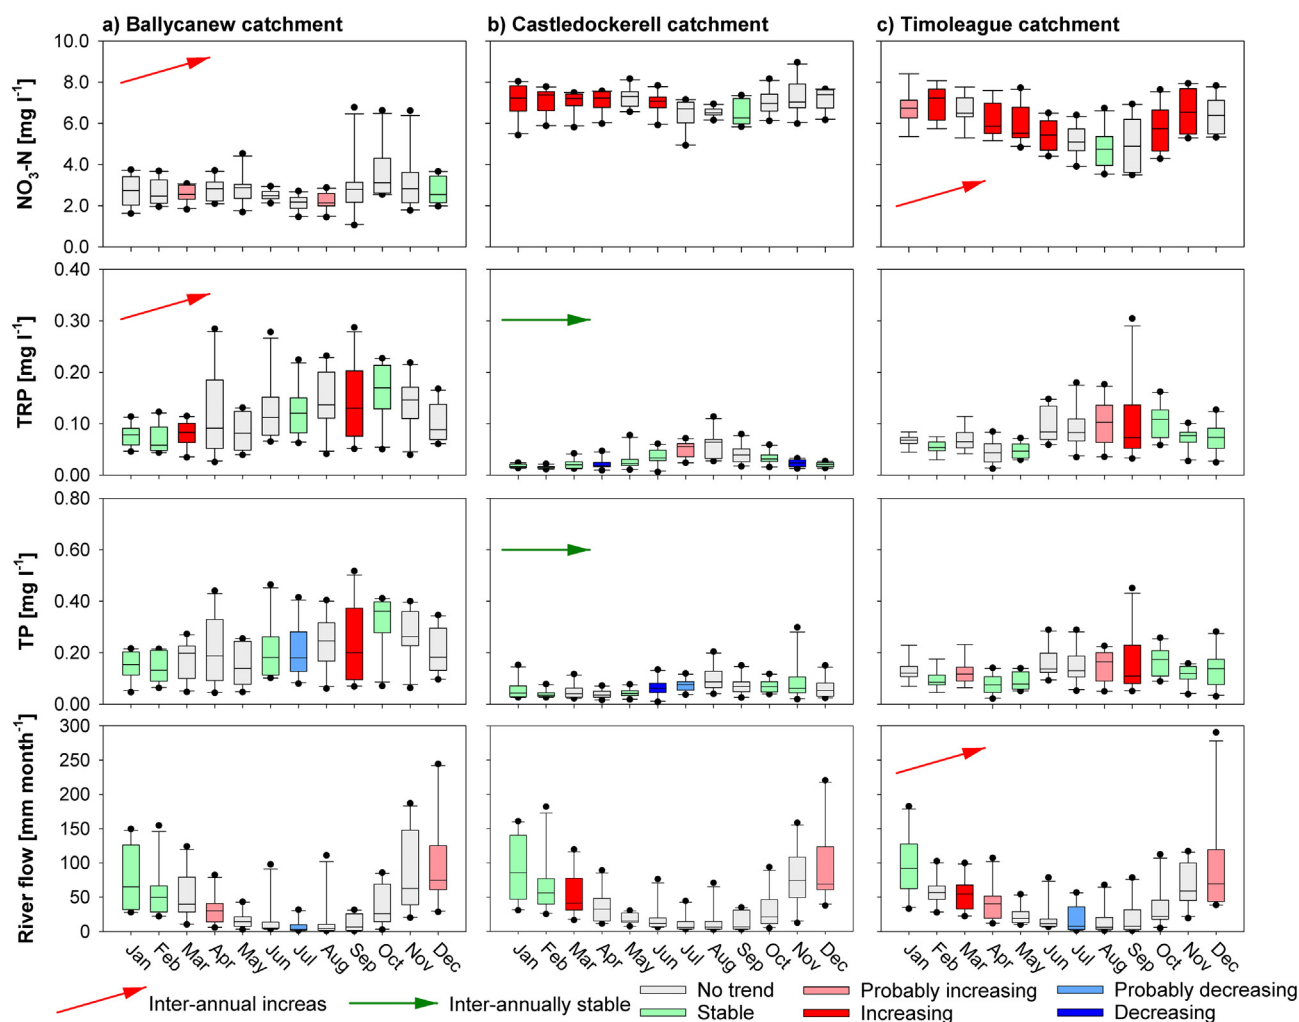 a) Ballycanew catchment
b) Castledockerell catchment
c) Timoleague catchment
NO3-N [mg l-1]
10.0
8.0
6.0
4.0
2.0
0.0
TRP [mg l-1]
0.40
0.30
0.20
0.10
0.00
TP [mg l-1]
0.80
0.60
0.40
0.20
0.00
River flow [mm month-1]
300
250
200
150
100
50
0
Jan Feb Mar Apr May Jun Jul Aug Sep Oct Nov Dec
Jan Feb Mar Apr May Jun Jul Aug Sep Oct Nov Dec
Jan Feb Mar Apr May Jun Jul Aug Sep Oct Nov Dec
Inter-annual increas
Inter-annually stable
No trend
Stable
Probably increasing
Increasing
Probably decreasing
Decreasing